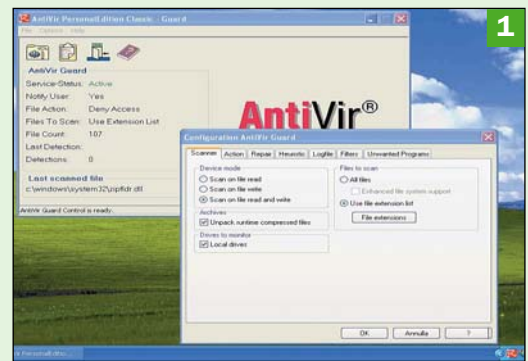 1
AntiVir PersonalEdition Classic - Guard
File Options Help
AntiVir Guard
Service-Status: Active
Notify User: Yes
File Action: Deny Access
Files To Scan: Use Extension List
File Count: 107
Last Detection:
Detections: 0
Last scanned file
AntiVir Guard Control is ready.
AntiVir®
Configuration AntiVir Guard
Scanner Action Repair Heuristic Logfile Filters Unwanted Programs
Device mode
Scan on file read
Scan on file write
Scan on file read and write
Archives
Unpack runtime compressed files
Drives to monitor
Local drives
Files to scan
All files
Enhanced file system support
Use file extension list
File extensions
OK Annulla ?